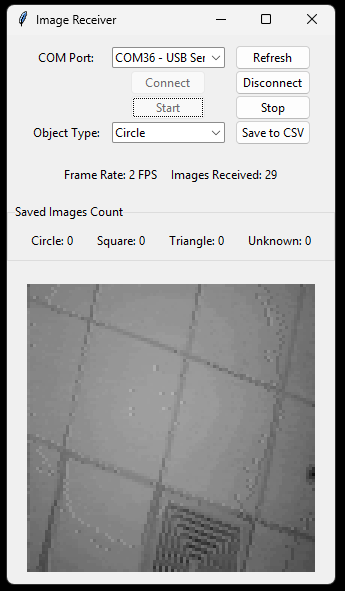 Image Receiver
COM Port: COM36 - USB Ser Refresh
Connect Disconnect
Start Stop
Object Type: Circle Save to CSV
Frame Rate: 2 FPS Images Received: 29
Saved Images Count
Circle: 0 Square: 0 Triangle: 0 Unknown: 0